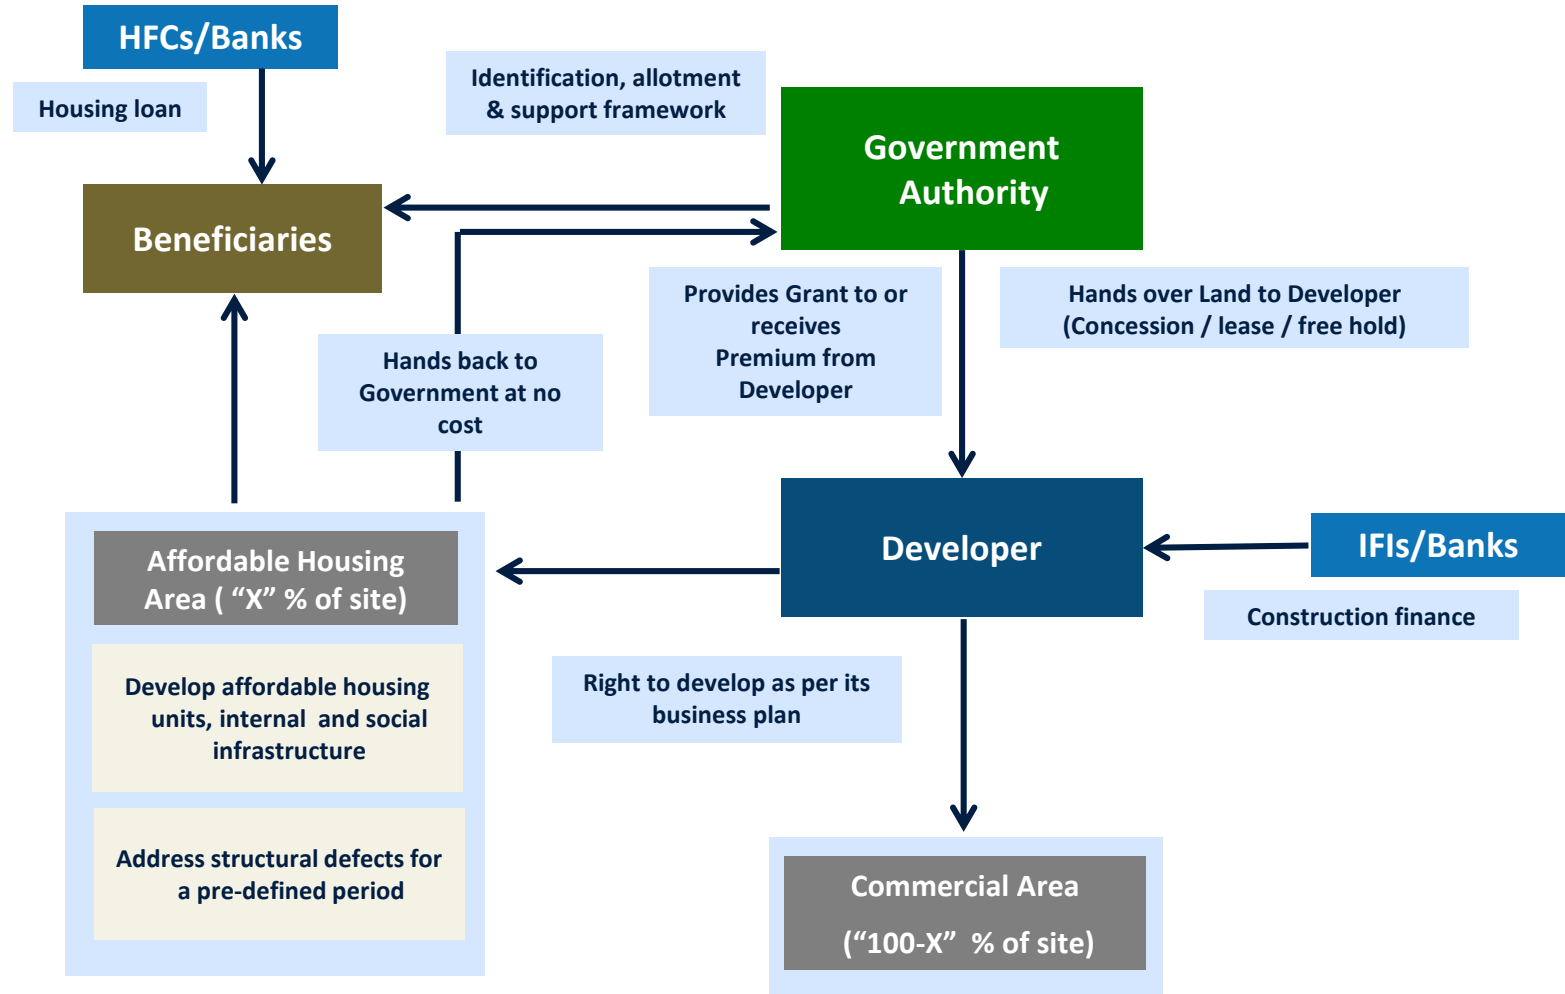 HFCs/Banks
Housing loan
Identification, allotment
& support framework
Government
Authority
Beneficiaries
Provides Grant to or
receives
Premium from
Developer
Hands over Land to Developer
(Concession / lease / free hold)
Hands back to
Government at no
cost
Developer
IFIs/Banks
Construction finance
Affordable Housing
Area ( “X” % of site)
Develop affordable housing
units, internal and social
infrastructure
Right to develop as per its
business plan
Address structural defects for
a pre-defined period
Commercial Area
(“100-X” % of site)